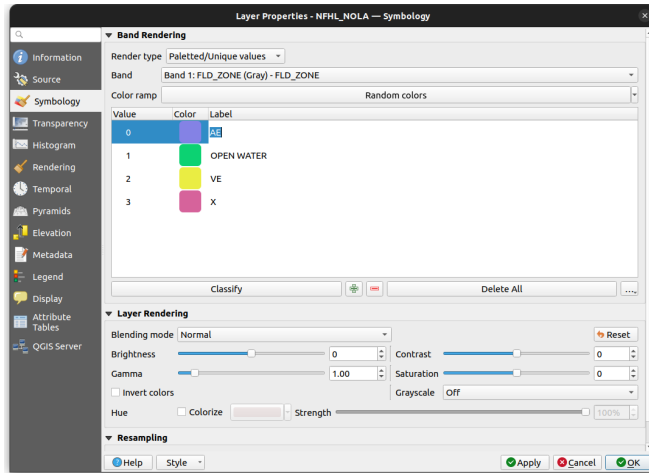 Layer Properties - NFHL_NOLA — Symbology
Information
Source
Symbology
Transparency
Histogram
Rendering
Temporal
Pyramids
Elevation
Metadata
Legend
Display
Attribute
Tables
QGIS Server
Band Rendering
Render type Paletted/Unique values
Band Band 1: FLD_ZONE (Gray) - FLD_ZONE
Color ramp Random colors
Value Color Label
0 AE
1 OPEN WATER
2 VE
3 X
Classify Delete All ...
Layer Rendering
Blending mode Normal Reset
Brightness 0 Contrast 0
Gamma 1.00 Saturation 0
Invert colors Grayscale Off
Hue Colorize Strength 100%
Resampling
Help Style Apply Cancel OK